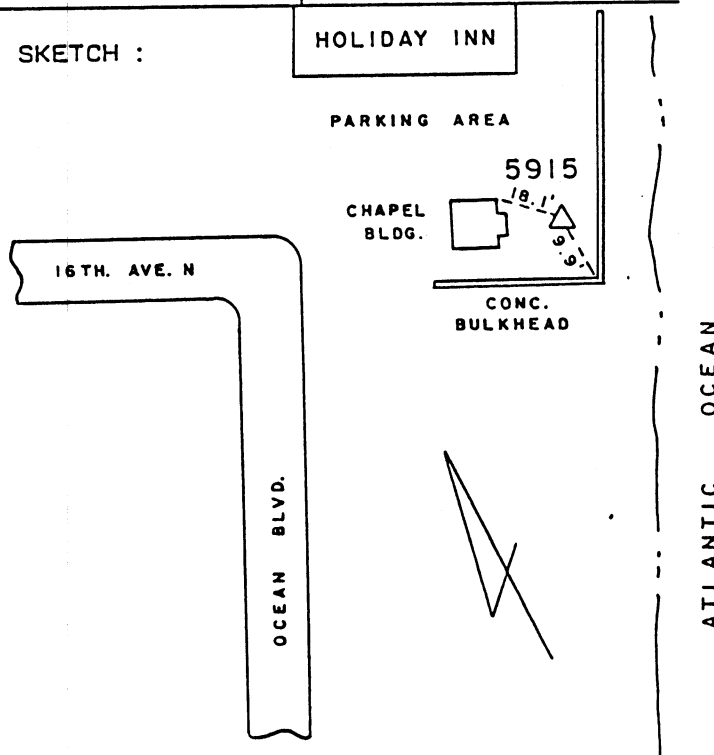 SKETCH :
HOLIDAY INN
PARKING AREA
5915
18.1'
CHAPEL
BLDG.
9.9'
16TH. AVE. N
CONC.
BULKHEAD
OCEAN BLVD.
ATLANTIC OCEAN